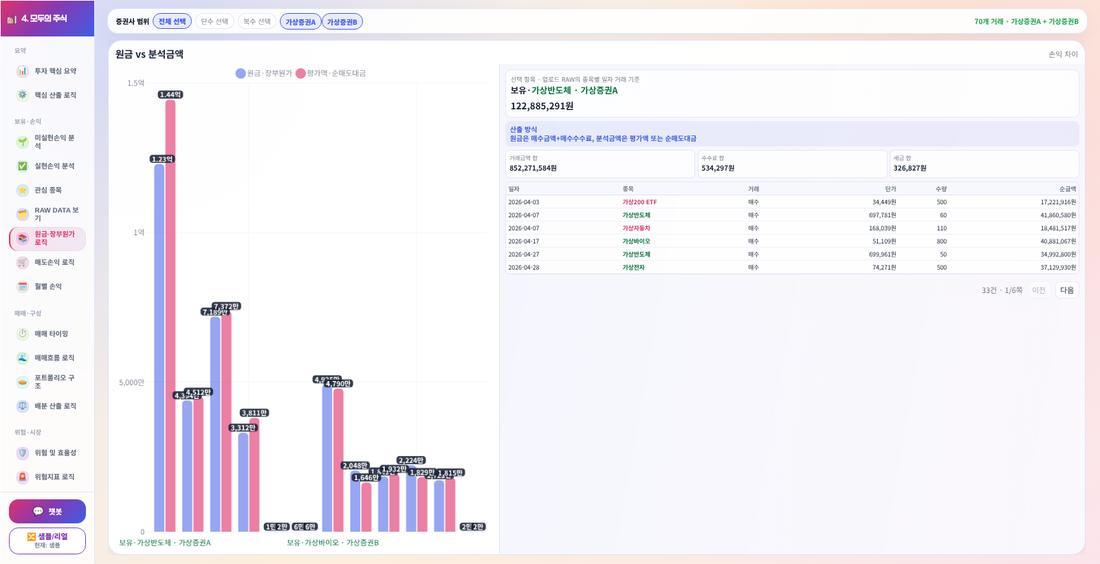 4. 모두의 주식
요약
투자 핵심 요약
핵심 산출 로직
보유·손익
미실현손익 분
석
실현손익 분석
관심 종목
RAW DATA 보
기
원금·장부원가
로직
매도손익 로직
월별 손익
매매·구성
매매 타이밍
매매흐름 로직
포트폴리오 구
조
배분 산출 로직
위험·시장
위험 및 효율성
위험지표 로직
챗봇
샘플/리얼
현재: 샘플
증권사 범위 전체 선택 단수 선택 복수 선택 가상증권A 가상증권B
70개 거래 · 가상증권A + 가상증권B
원금 vs 분석금액
손익 차이
원금·장부원가 평가액·순매도대금
1.5억
1억
5,000만
0
1.44억
1.23억
4,512만
7,372만
3,811만
3,312만
1만 2만
6만 6만
4,790만
2,048만
1,646만
1,932만
2,224만
1,829만
1,815만
2만 2만
보유·가상반도체 · 가상증권A
보유·가상바이오 · 가상증권B
선택 항목 · 업로드 RAW의 종목별 일자 거래 기준
보유·가상반도체 · 가상증권A
122,885,291원
산출 방식
원금은 매수금액+매수수수료, 분석금액은 평가액 또는 순매도대금
거래금액 합
852,271,584원
수수료 합
534,297원
세금 합
326,827원
일자 종목 거래 단가 수량 순금액
2026-04-03 가상200 ETF 매수 34,449원 500 17,221,916원
2026-04-07 가상반도체 매수 697,781원 60 41,860,580원
2026-04-07 가상자동차 매수 168,039원 110 18,481,517원
2026-04-17 가상바이오 매수 51,109원 800 40,881,067원
2026-04-27 가상반도체 매수 699,961원 50 34,992,800원
2026-04-28 가상전자 매수 74,271원 500 37,129,930원
33건 · 1/6쪽 이전 다음